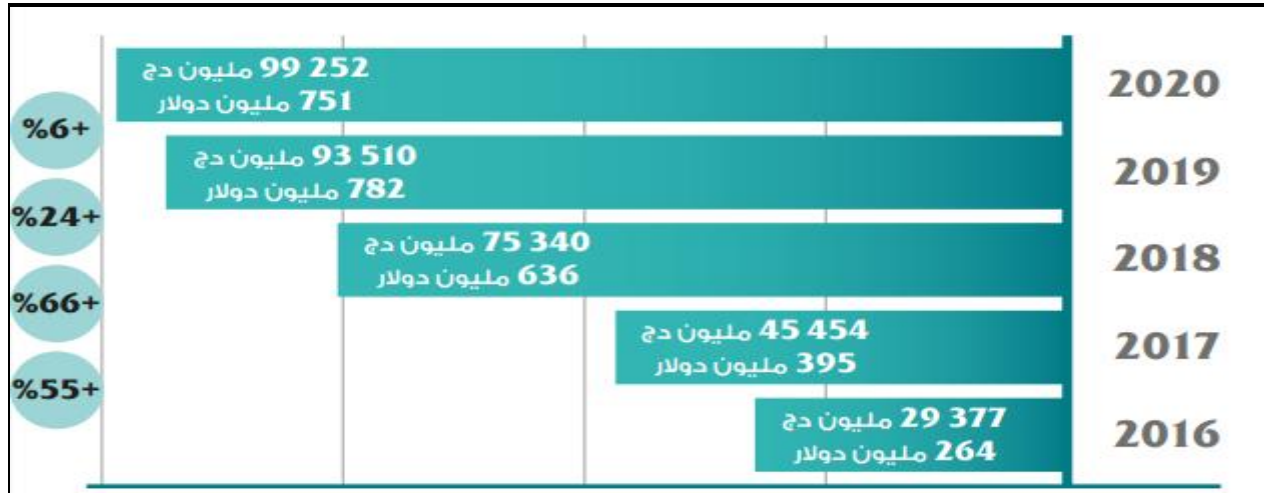 2020
99 252 مليون دج
751 مليون دولار
%6+
2019
93 510 مليون دج
782 مليون دولار
%24+
2018
75 340 مليون دج
636 مليون دولار
%66+
2017
45 454 مليون دج
395 مليون دولار
%55+
2016
29 377 مليون دج
264 مليون دولار